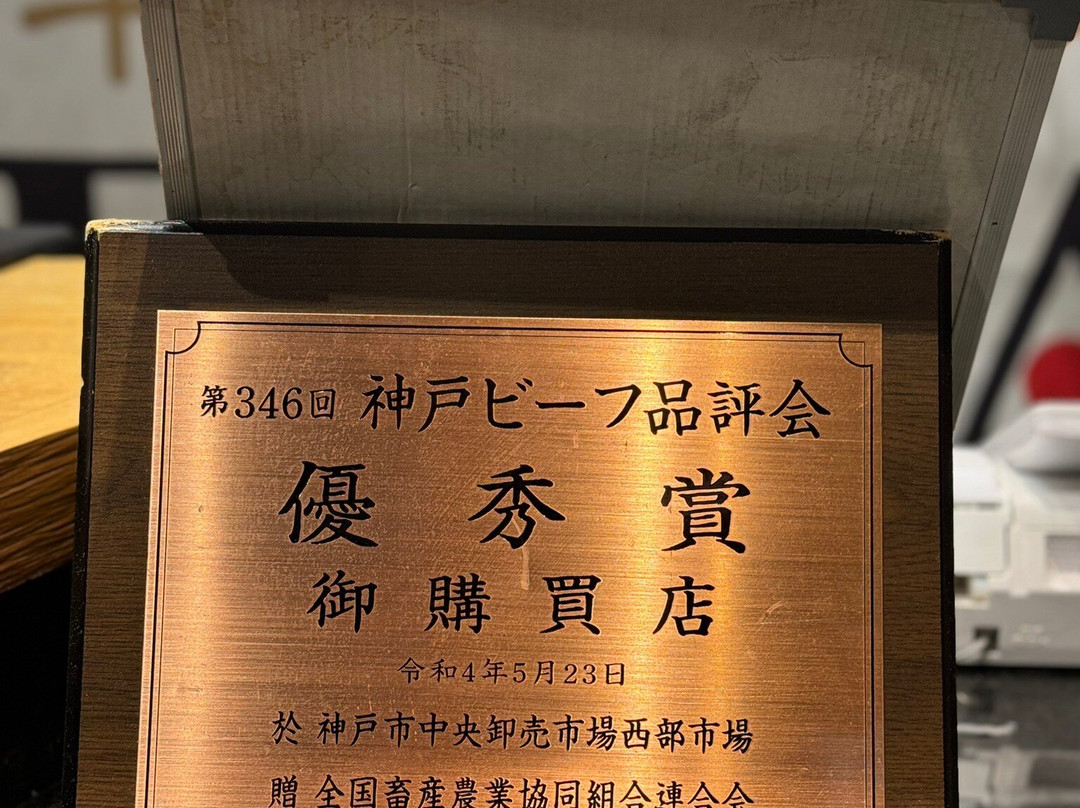 第346回 神戸ビーフ品評会
優秀賞
御購買店
令和4年5月23日
於 神戸市中央卸売市場西部市場
贈 全国畜産農業協同組合連合会